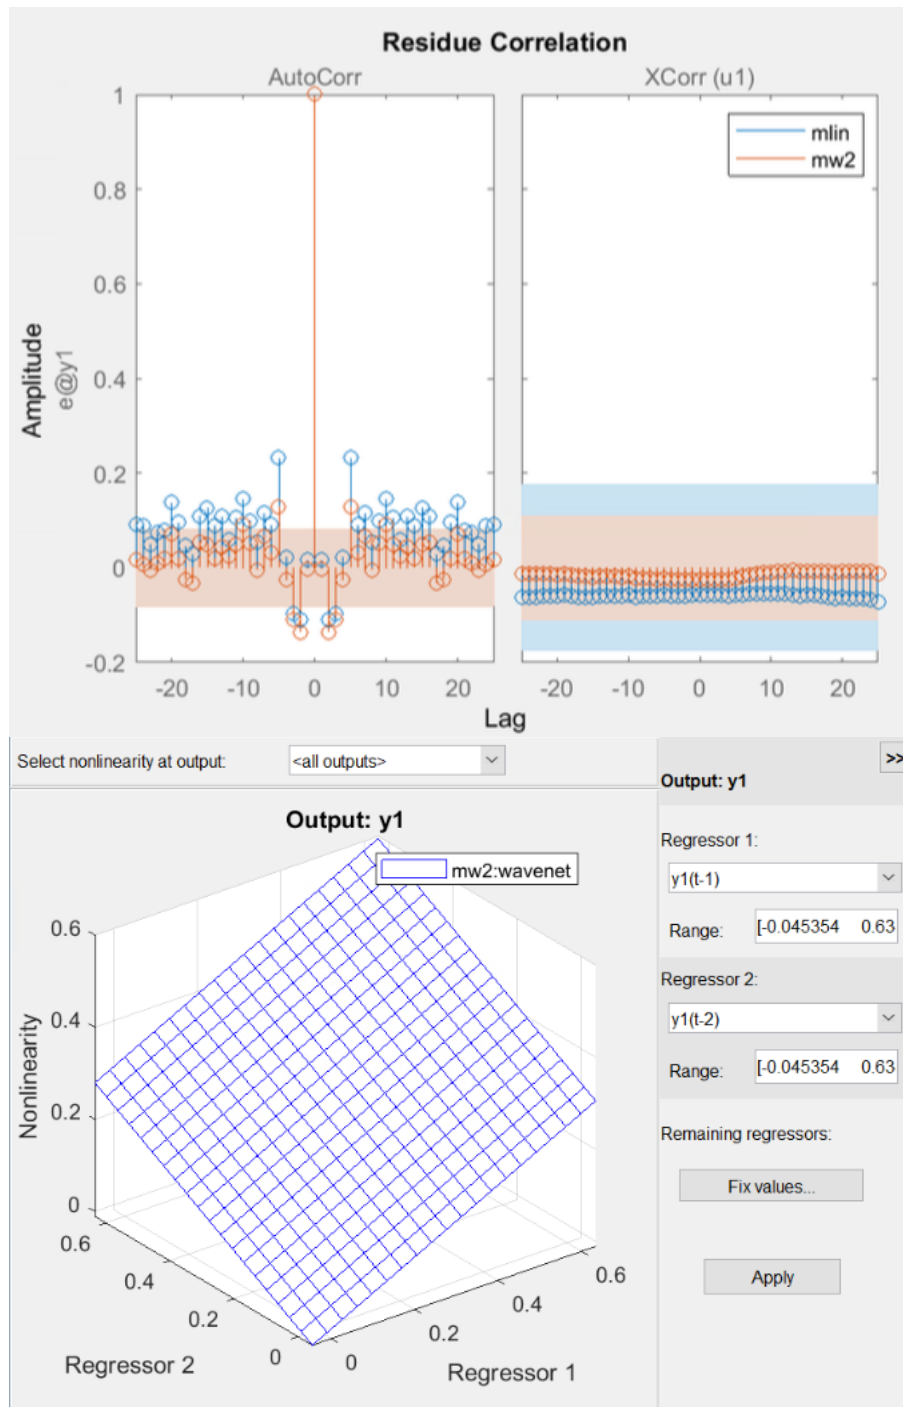 Residue Correlation
AutoCorr
XCorr (u1)
mlin
mw2
1
0.8
0.6
0.4
0.2
0
-0.2
Amplitude
e@y1
-20 -10 0 10 20
-20 -10 0 10 20
Lag
Select nonlinearity at output: <all outputs>
>>
Output: y1
Output: y1
mw2:wavenet
Regressor 1:
y1(t-1)
Range: [-0.045354 0.63
Regressor 2:
y1(t-2)
Range: [-0.045354 0.63
Remaining regressors:
Fix values...
Apply
Nonlinearity
0.6
0.4
0.2
0
0.6
0.4
0.2
0
Regressor 2
0
0.2
0.4
0.6
Regressor 1